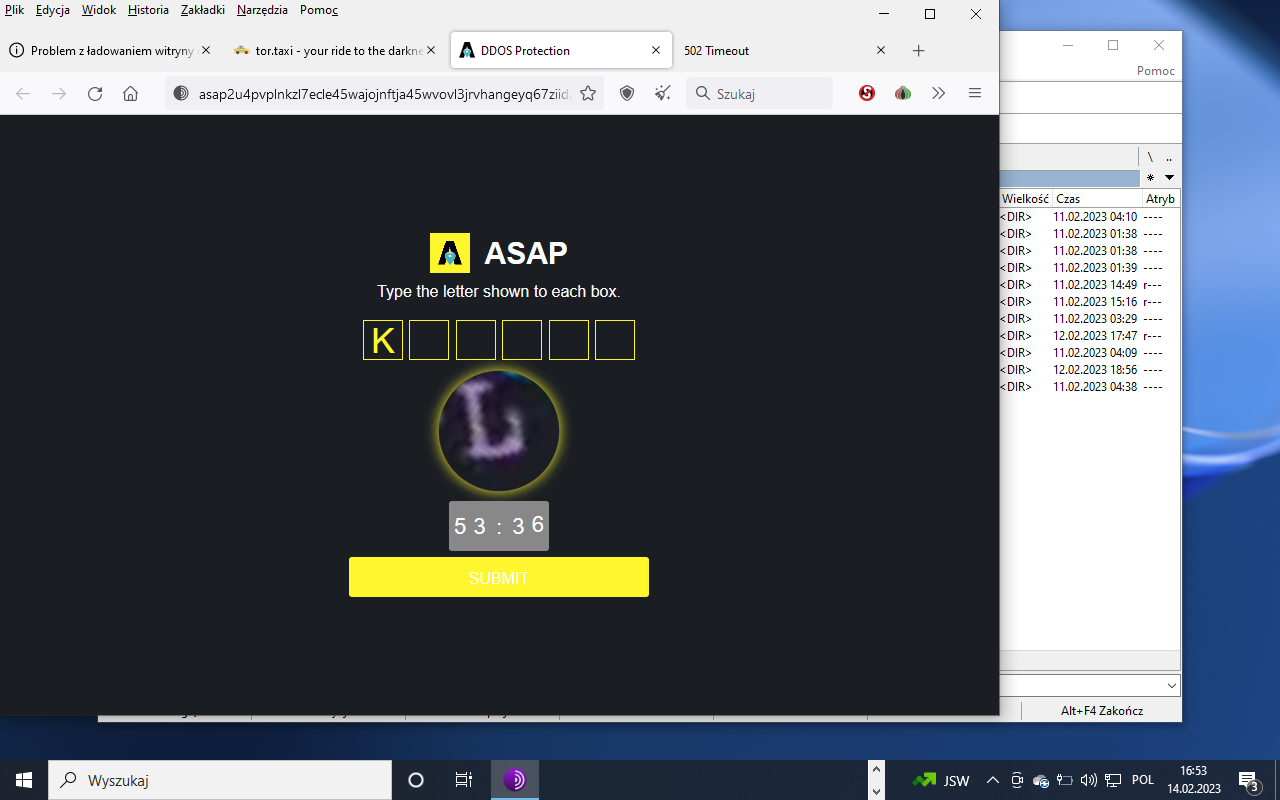 Plik Edycja Widok Historia Zakładki Narzędzia Pomoc
Problem z ładowaniem witryny
tor.taxi - your ride to the darkne
DDOS Protection
502 Timeout
asap2u4pvplnkzl7ecle45wajojnftja45wvovl3jrvhangeyq67ziid.
Szukaj
Pomoc
\ ..
* 
Wielkość Czas Atryb
<DIR> 11.02.2023 04:10 ----
<DIR> 11.02.2023 01:38 ----
<DIR> 11.02.2023 01:38 ----
<DIR> 11.02.2023 01:39 ----
<DIR> 11.02.2023 14:49 r---
<DIR> 11.02.2023 15:16 r---
<DIR> 11.02.2023 03:29 ----
<DIR> 12.02.2023 17:47 r---
<DIR> 11.02.2023 04:09 ----
<DIR> 12.02.2023 18:56 ----
<DIR> 11.02.2023 04:38 ----
ASAP
Type the letter shown to each box.
K
L
53 : 36
SUBMIT
Alt+F4 Zakończ
Wyszukaj
JSW
POL
16:53
14.02.2023
3